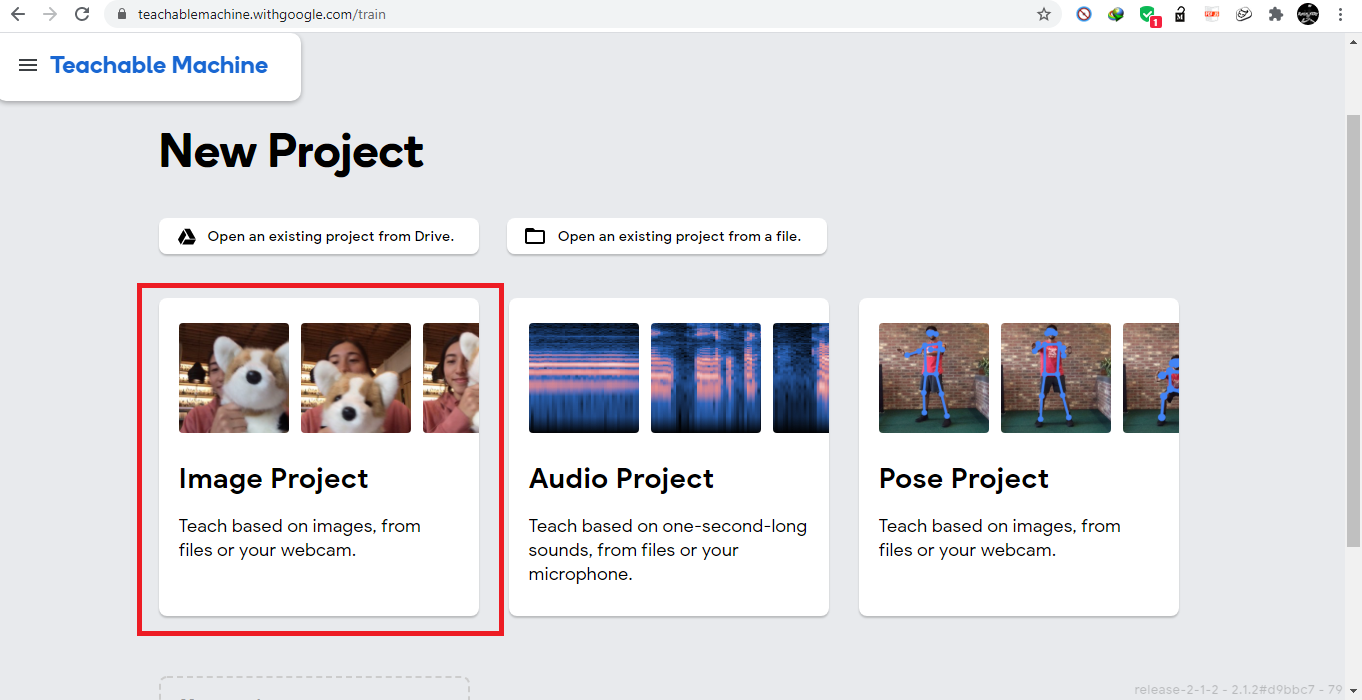 teachablemachine.withgoogle.com/train
1
Teachable Machine
New Project
Open an existing project from Drive.
Open an existing project from a file.
Image Project
Teach based on images, from
files or your webcam.
Audio Project
Teach based on one-second-long
sounds, from files or your
microphone.
Pose Project
Teach based on images, from
files or your webcam.
release-2-1-2 - 2.1.2#d9bbc7 - 79